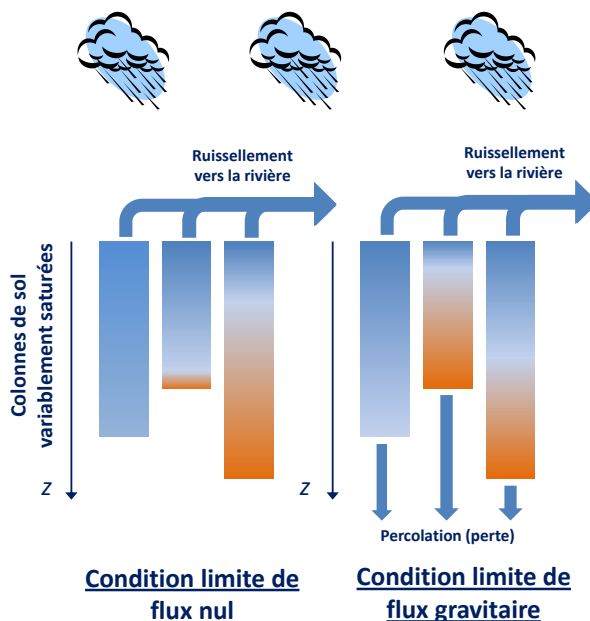 Ruissellement
vers la rivière
Ruissellement
vers la rivière
Colonnes de sol
variablement saturées
z
z
Percolation (perte)
Condition limite de
flux nul
Condition limite de
flux gravitaire